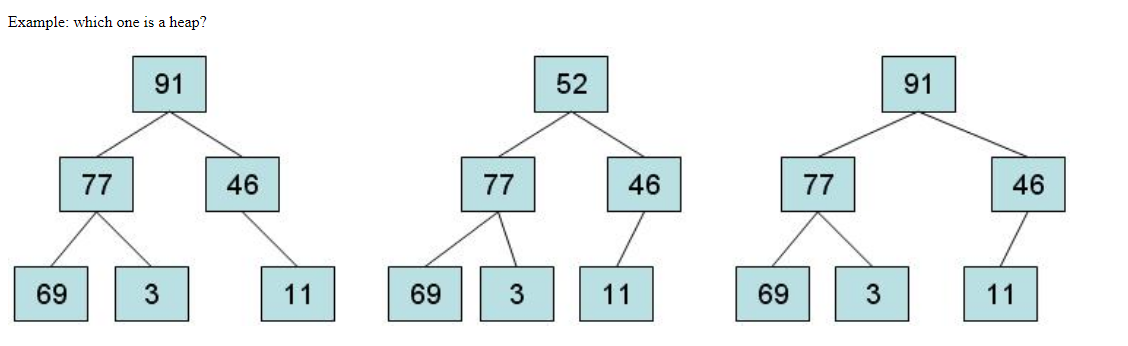 Example: which one is a heap?
91 52 91
77 46 77 46 77 46
69 3 11 69 3 11 69 3 11